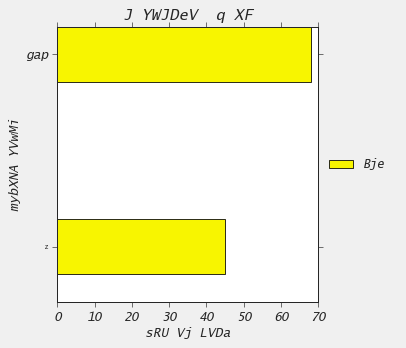 J YWJDeV  q XF
gap
mybXNA YVwMi
z
Bje
0 10 20 30 40 50 60 70
sRU Vj LVDa